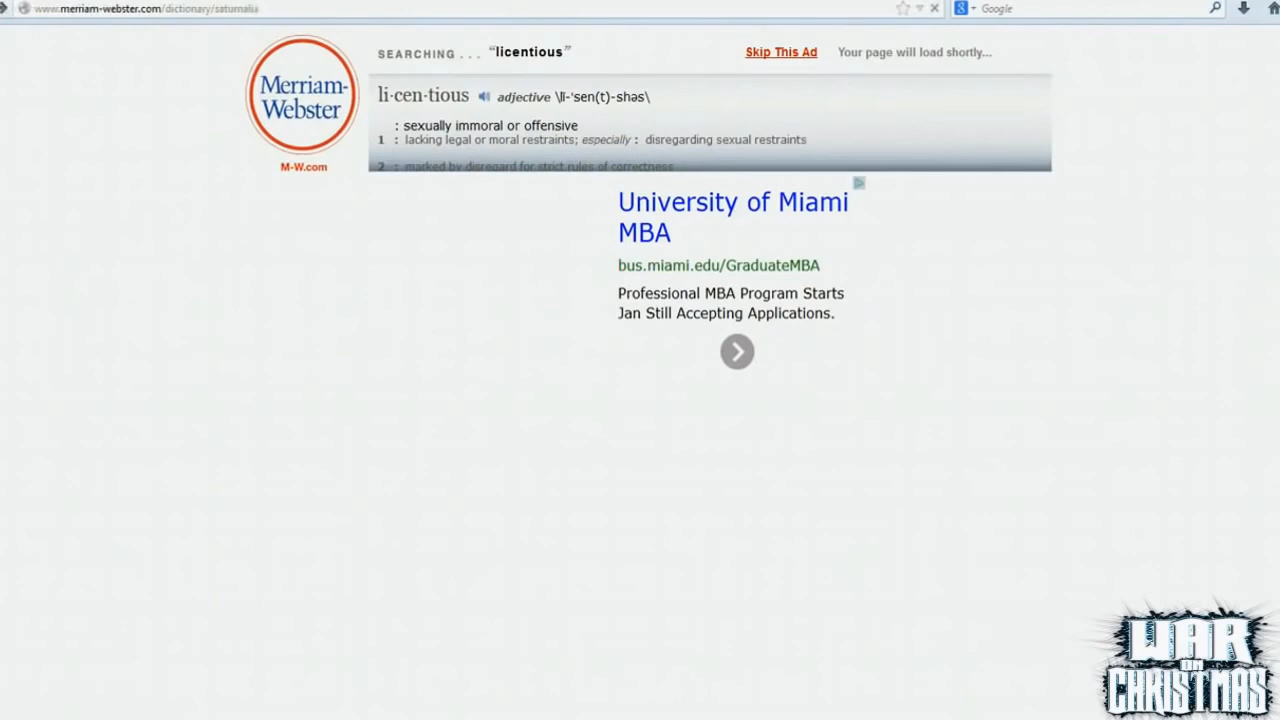 www.merriam-webster.com/dictionary/saturnalia
8 Google
SEARCHING . . . "licentious"
Skip This Ad
Your page will load shortly...
Merriam-
Webster
M-W.com
li·cen·tious adjective \lī-ˈsen(t)-shəs\
: sexually immoral or offensive
1 : lacking legal or moral restraints; especially : disregarding sexual restraints
2 : marked by disregard for strict rules of correctness
University of Miami
MBA
bus.miami.edu/GraduateMBA
Professional MBA Program Starts
Jan Still Accepting Applications.
WAR
ON
CHRISTMAS